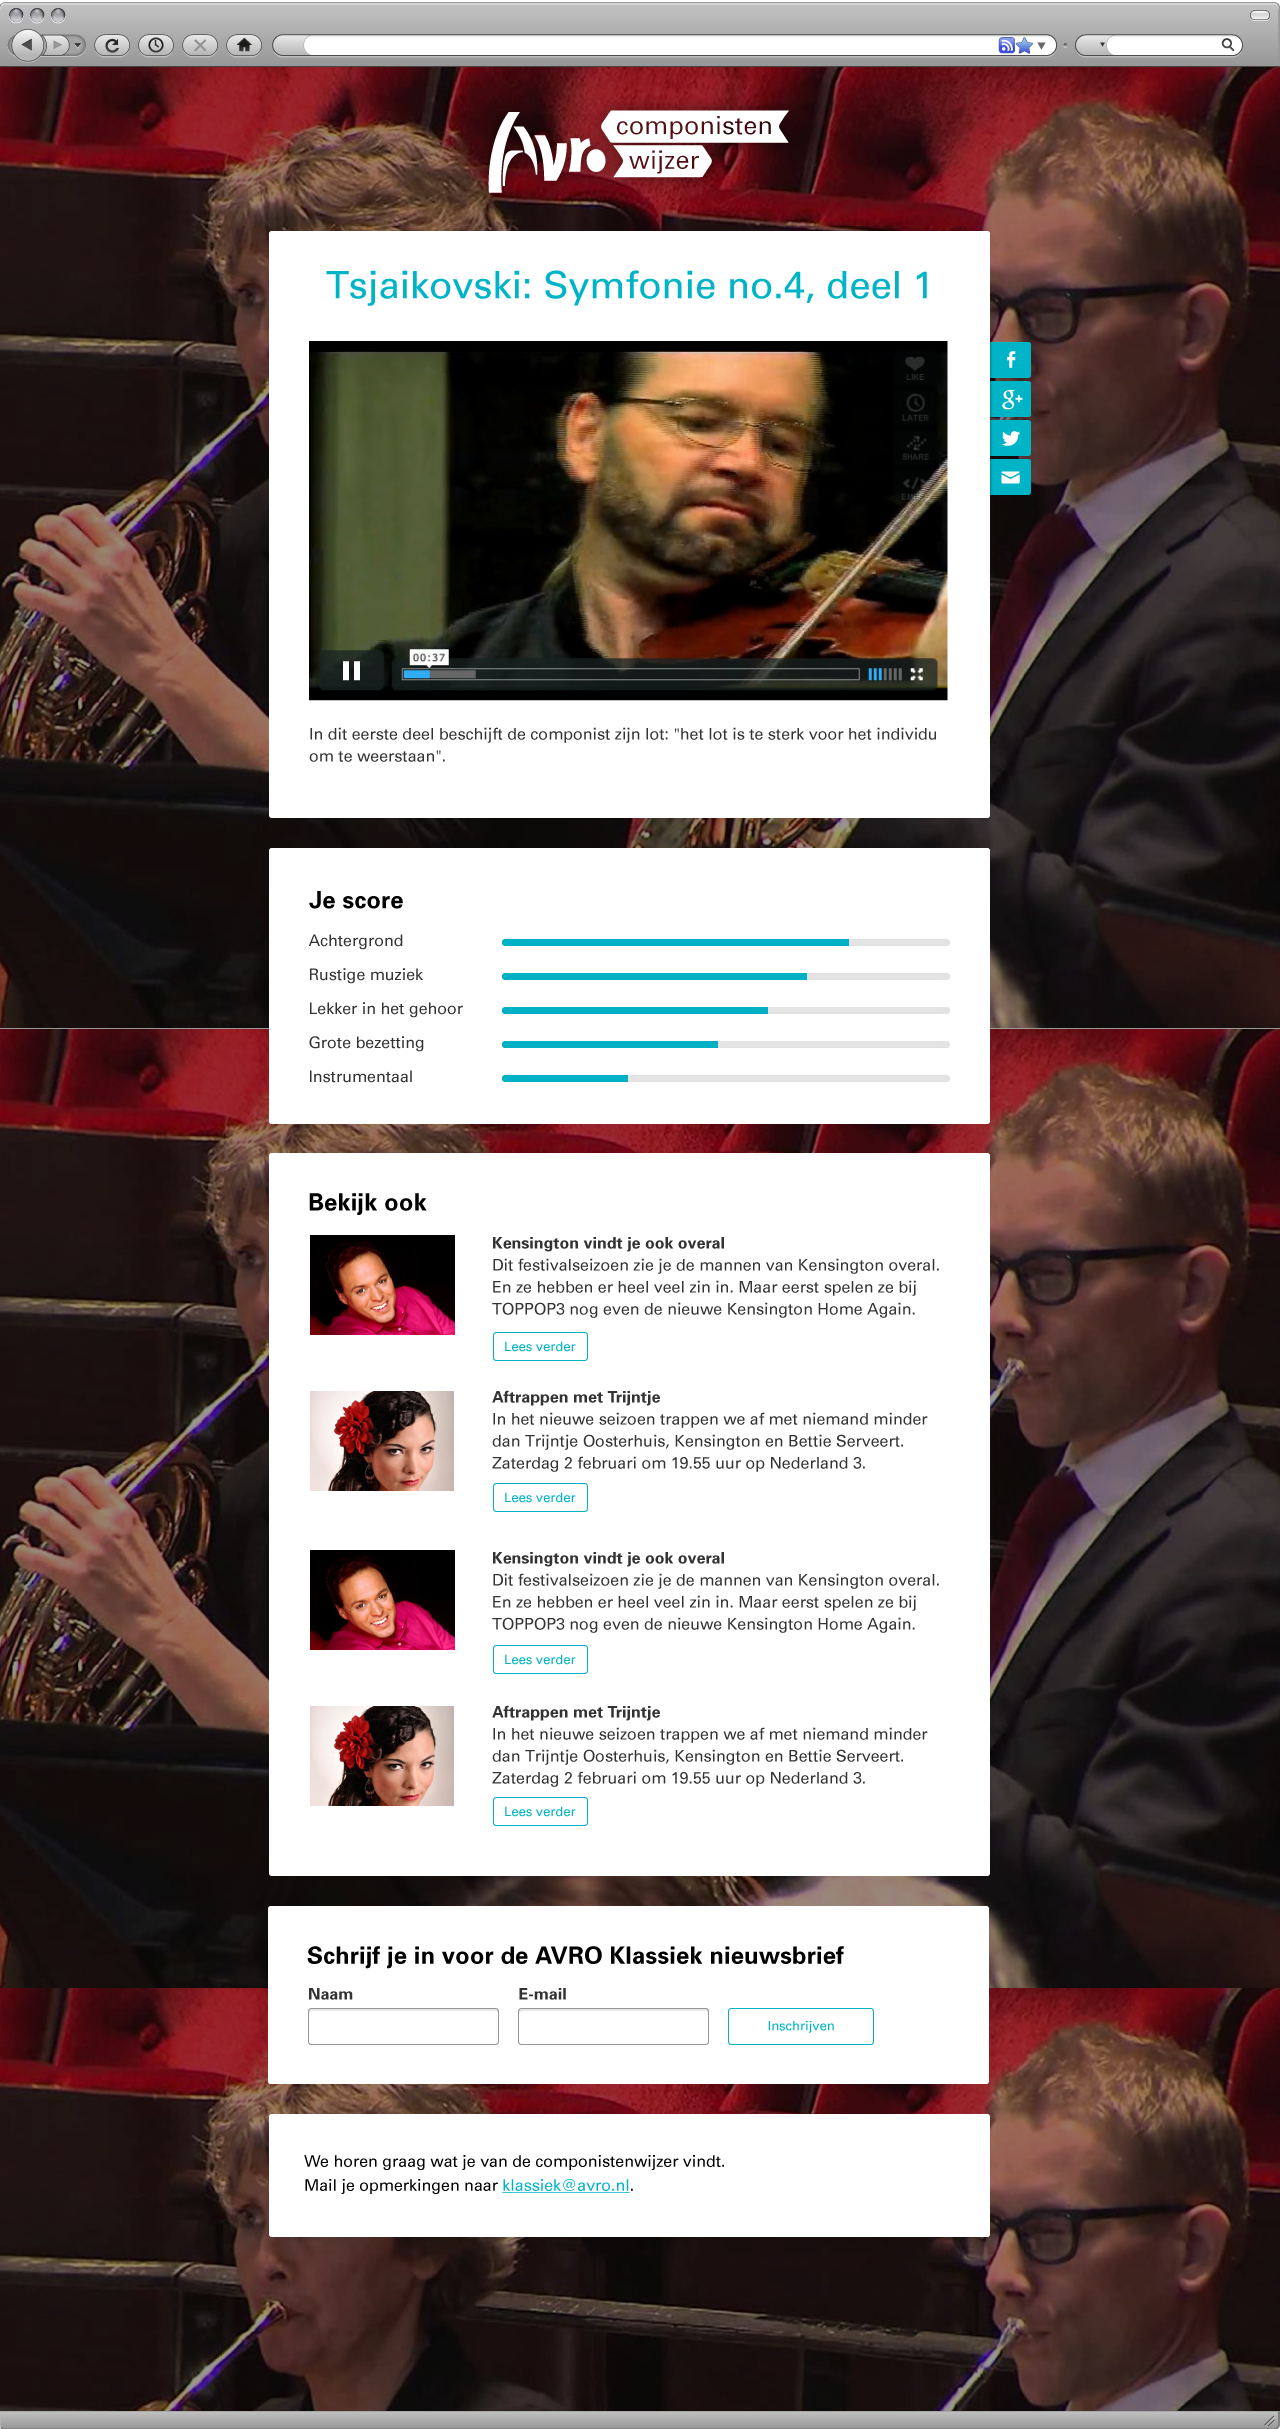 Avro componisten
wijzer
Tsjaikovski: Symfonie no.4, deel 1
LIKE
LATER
SHARE
00:37
In dit eerste deel beschijft de componist zijn lot: "het lot is te sterk voor het individu
om te weerstaan".
Je score
Achtergrond
Rustige muziek
Lekker in het gehoor
Grote bezetting
Instrumentaal
Bekijk ook
Kensington vindt je ook overal
Dit festivalseizoen zie je de mannen van Kensington overal.
En ze hebben er heel veel zin in. Maar eerst spelen ze bij
TOPPOP3 nog even de nieuwe Kensington Home Again.
Lees verder
Aftrappen met Trijntje
In het nieuwe seizoen trappen we af met niemand minder
dan Trijntje Oosterhuis, Kensington en Bettie Serveert.
Zaterdag 2 februari om 19.55 uur op Nederland 3.
Lees verder
Kensington vindt je ook overal
Dit festivalseizoen zie je de mannen van Kensington overal.
En ze hebben er heel veel zin in. Maar eerst spelen ze bij
TOPPOP3 nog even de nieuwe Kensington Home Again.
Lees verder
Aftrappen met Trijntje
In het nieuwe seizoen trappen we af met niemand minder
dan Trijntje Oosterhuis, Kensington en Bettie Serveert.
Zaterdag 2 februari om 19.55 uur op Nederland 3.
Lees verder
Schrijf je in voor de AVRO Klassiek nieuwsbrief
Naam E-mail
Inschrijven
We horen graag wat je van de componistenwijzer vindt.
Mail je opmerkingen naar klassiek@avro.nl.